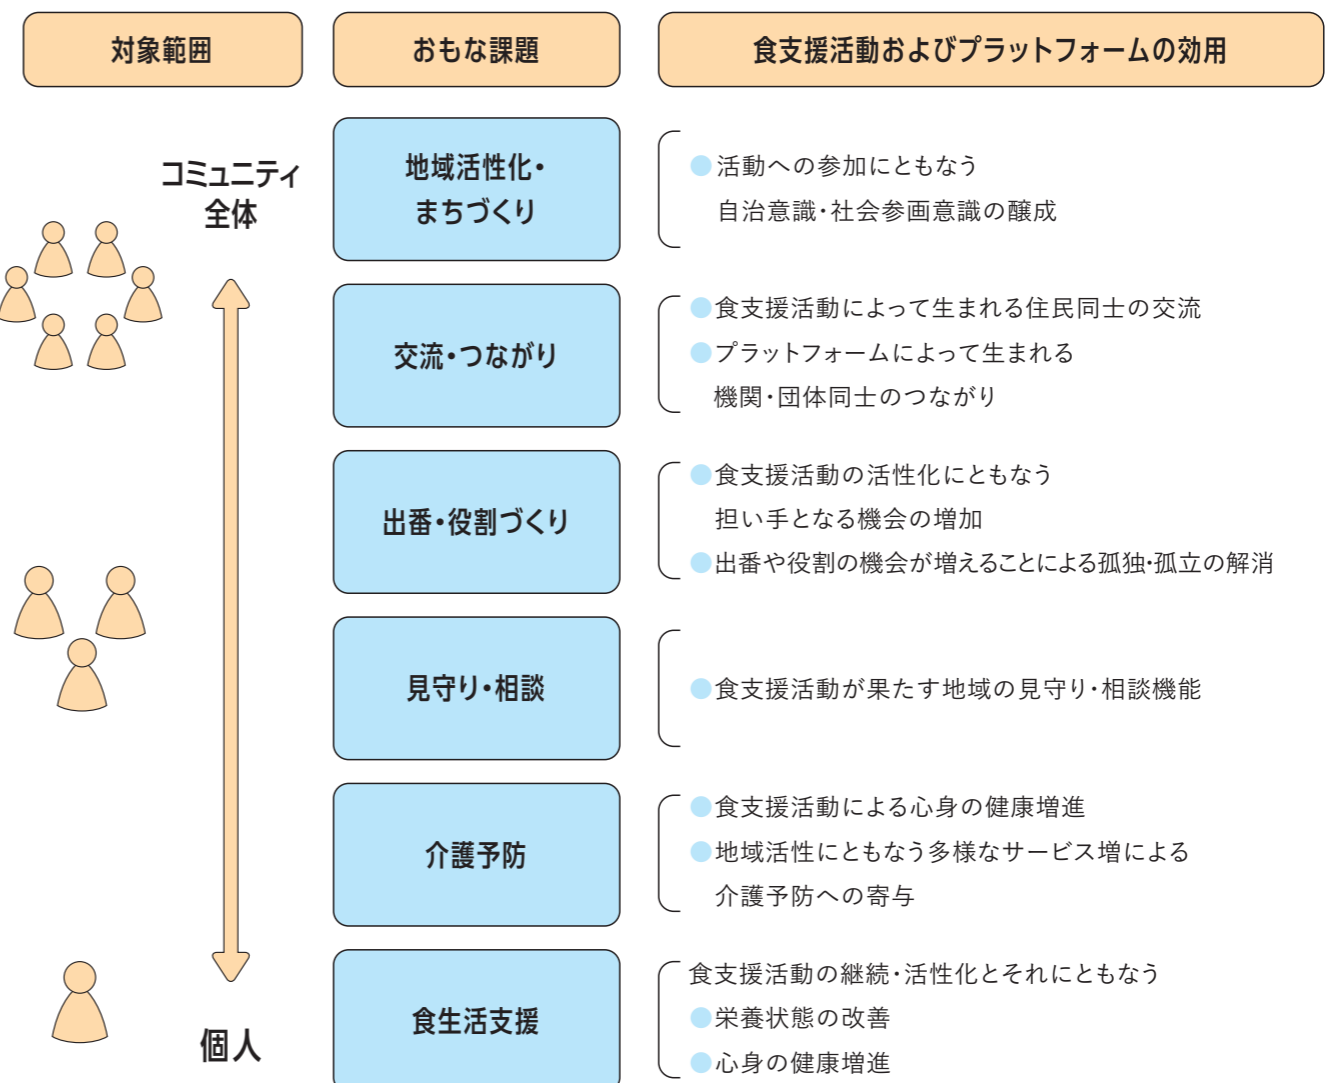 対象範囲
おもな課題
食支援活動およびプラットフォームの効用
コミュニティ
全体
地域活性化・
まちづくり
●活動への参加にともなう
自治意識・社会参画意識の醸成
交流・つながり
●食支援活動によって生まれる住民同士の交流
●プラットフォームによって生まれる
機関・団体同士のつながり
出番・役割づくり
●食支援活動の活性化にともなう
担い手となる機会の増加
●出番や役割の機会が増えることによる孤独・孤立の解消
見守り・相談
●食支援活動が果たす地域の見守り・相談機能
介護予防
●食支援活動による心身の健康増進
●地域活性にともなう多様なサービス増による
介護予防への寄与
個人
食生活支援
食支援活動の継続・活性化とそれにともなう
●栄養状態の改善
●心身の健康増進